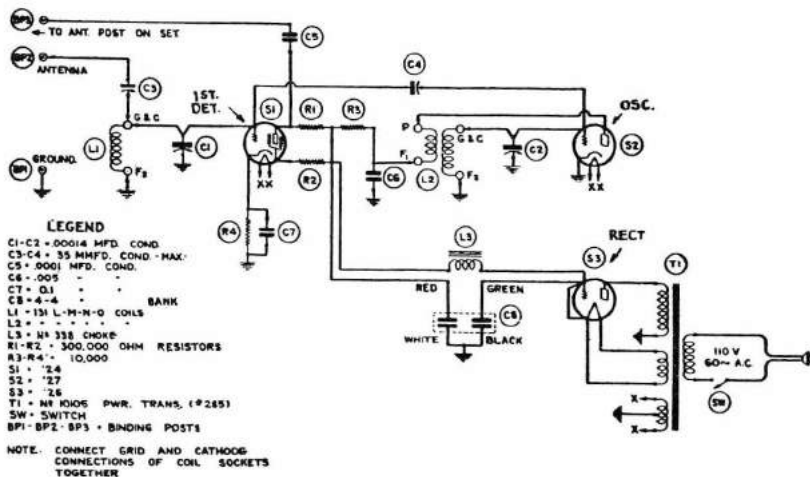 BP3
TO ANT. POST ON SET.
BP2
ANTENNA
C5
C3
C4
1ST. DET.
S1
R1
R3
OSC.
G & C
P
G & C
L1
C1
F2
F1
L2
F2
C2
S2
BP1
GROUND.
R2
C6
XX
XX
R4
C7
L3
S3
RECT
T1
RED
GREEN
C8
WHITE
BLACK
110 V
60~ A.C.
SW
X
X
LEGEND
C1-C2 = .00014 MFD. COND.
C3-C4 = 35 MMFD. COND. - MAX.
C5 = .0001 MFD. COND.
C6 = .005 " "
C7 = 0.1 " "
C8 = 4-4 " BANK
L1 = 131 L-M-N-O COILS
L2 = " " " " "
L3 = Nº 338 CHOKE
R1-R2 = 300,000 OHM RESISTORS
R3-R4 = 10,000
S1 = '24
S2 = '27
S3 = '26
T1 = Nº 10105 PWR. TRANS. (#265)
SW = SWITCH
BP1-BP2-BP3 = BINDING POSTS
NOTE. CONNECT GRID AND CATHODE
CONNECTIONS OF COIL SOCKETS
TOGETHER